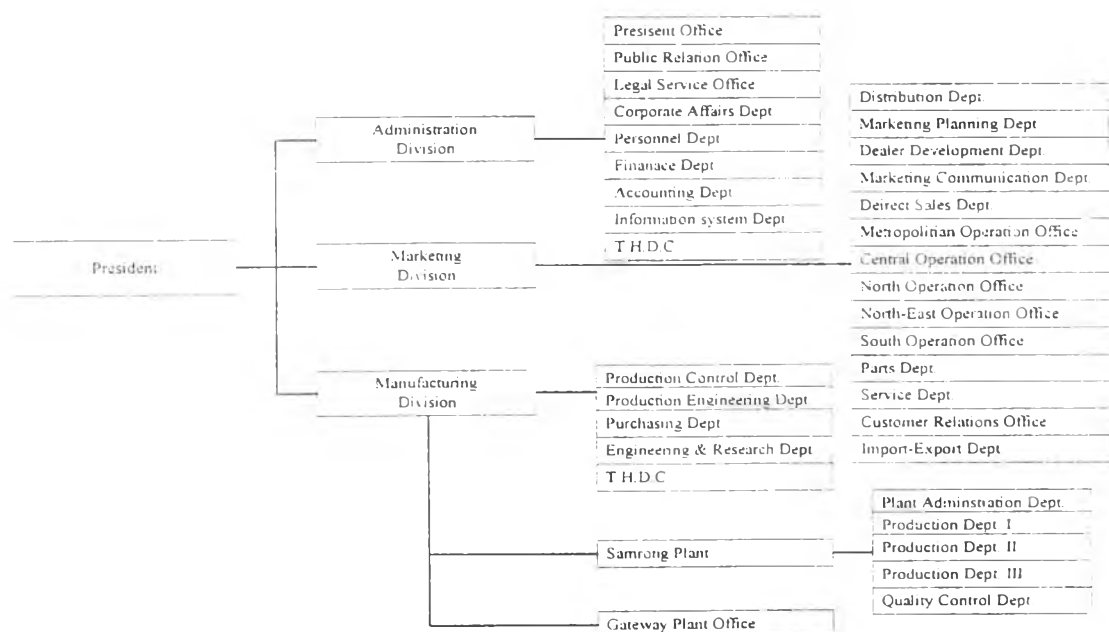 President
Administration
Division
Presisent Office
Public Relation Office
Legal Service Office
Corporate Affairs Dept
Personnel Dept
Finanace Dept
Accounting Dept
Information system Dept
T H.D.C
Marketing
Division
Distribution Dept.
Marketing Planning Dept
Dealer Development Dept.
Marketing Communication Dept.
Deirect Sales Dept.
Metropolitian Operation Office
Central Operation Office
North Operation Office
North-East Operation Office
South Operation Office
Parts Dept.
Service Dept.
Customer Relations Office
Import-Export Dept
Manufacturing
Division
Production Control Dept.
Production Engineering Dept
Purchasing Dept
Engineering & Research Dept
T H.D.C
Samrong Plant
Plant Adminstration Dept.
Production Dept. I
Production Dept. II
Production Dept. III
Quality Control Dept
Gateway Plant Office